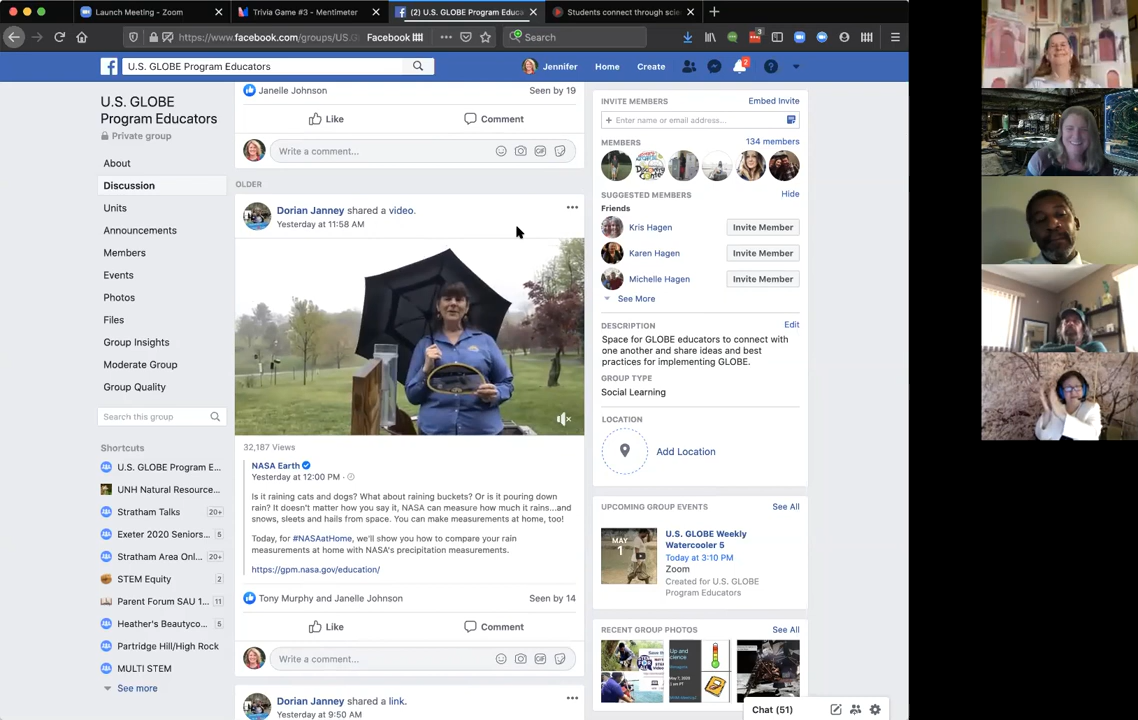 Launch Meeting - Zoom
Trivia Game #3 - Mentimeter
(2) U.S. GLOBE Program Educa
Students connect through scie
https://www.facebook.com/groups/US.G
Facebook
Search
3
U.S. GLOBE Program Educators
Jennifer
Home
Create
2
U.S. GLOBE
Program Educators
Private group
About
Discussion
Units
Announcements
Members
Events
Photos
Files
Group Insights
Moderate Group
Group Quality
Search this group
Shortcuts
U.S. GLOBE Program E...
UNH Natural Resource...
Stratham Talks 20+
Exeter 2020 Seniors... 5
Stratham Area Onl... 20+
STEM Equity 2
Parent Forum SAU 1... 11
Heather's Beautyco... 5
Partridge Hill/High Rock
MULTI STEM
See more
Janelle Johnson Seen by 19
Like Comment
Write a comment...
OLDER
Dorian Janney shared a video.
Yesterday at 11:58 AM
32,187 Views
NASA Earth
Yesterday at 12:00 PM ·
Is it raining cats and dogs? What about raining buckets? Or is it pouring down
rain? It doesn't matter how you say it, NASA can measure how much it rains...and
snows, sleets and hails from space. You can make measurements at home, too!
Today, for #NASAatHome, we'll show you how to compare your rain
measurements at home with NASA's precipitation measurements.
https://gpm.nasa.gov/education/
Tony Murphy and Janelle Johnson Seen by 14
Like Comment
Write a comment...
Dorian Janney shared a link.
Yesterday at 9:50 AM
INVITE MEMBERS Embed Invite
+ Enter name or email address...
MEMBERS 134 members
SUGGESTED MEMBERS Hide
Friends
Kris Hagen Invite Member
Karen Hagen Invite Member
Michelle Hagen Invite Member
See More
DESCRIPTION Edit
Space for GLOBE educators to connect with
one another and share ideas and best
practices for implementing GLOBE.
GROUP TYPE
Social Learning
LOCATION
Add Location
UPCOMING GROUP EVENTS See All
MAY
1
U.S. GLOBE Weekly
Watercooler 5
Today at 3:10 PM
Zoom
Created for U.S. GLOBE
Program Educators
RECENT GROUP PHOTOS See All
Chat (51)